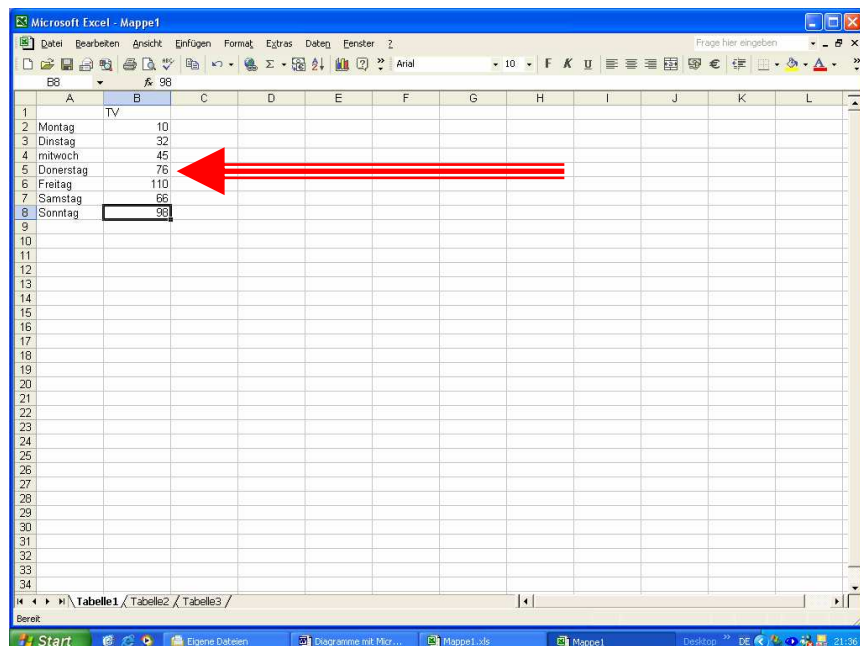 Microsoft Excel - Mappe1
Datei Bearbeiten Ansicht Einfügen Format Extras Daten Fenster ? Frage hier eingeben
Arial 10 F K U
B8 fx 98
A B C D E F G H I J K L
1 TV
2 Montag 10
3 Dinstag 32
4 mitwoch 45
5 Donerstag 76
6 Freitag 110
7 Samstag 66
8 Sonntag 98
9
10
11
12
13
14
15
16
17
18
19
20
21
22
23
24
25
26
27
28
29
30
31
32
33
34
Tabelle1 / Tabelle2 / Tabelle3 /
Bereit
Start Eigene Dateien Diagramme mit Micr... Mappe1.xls Mappe1 Desktop » DE 21:36